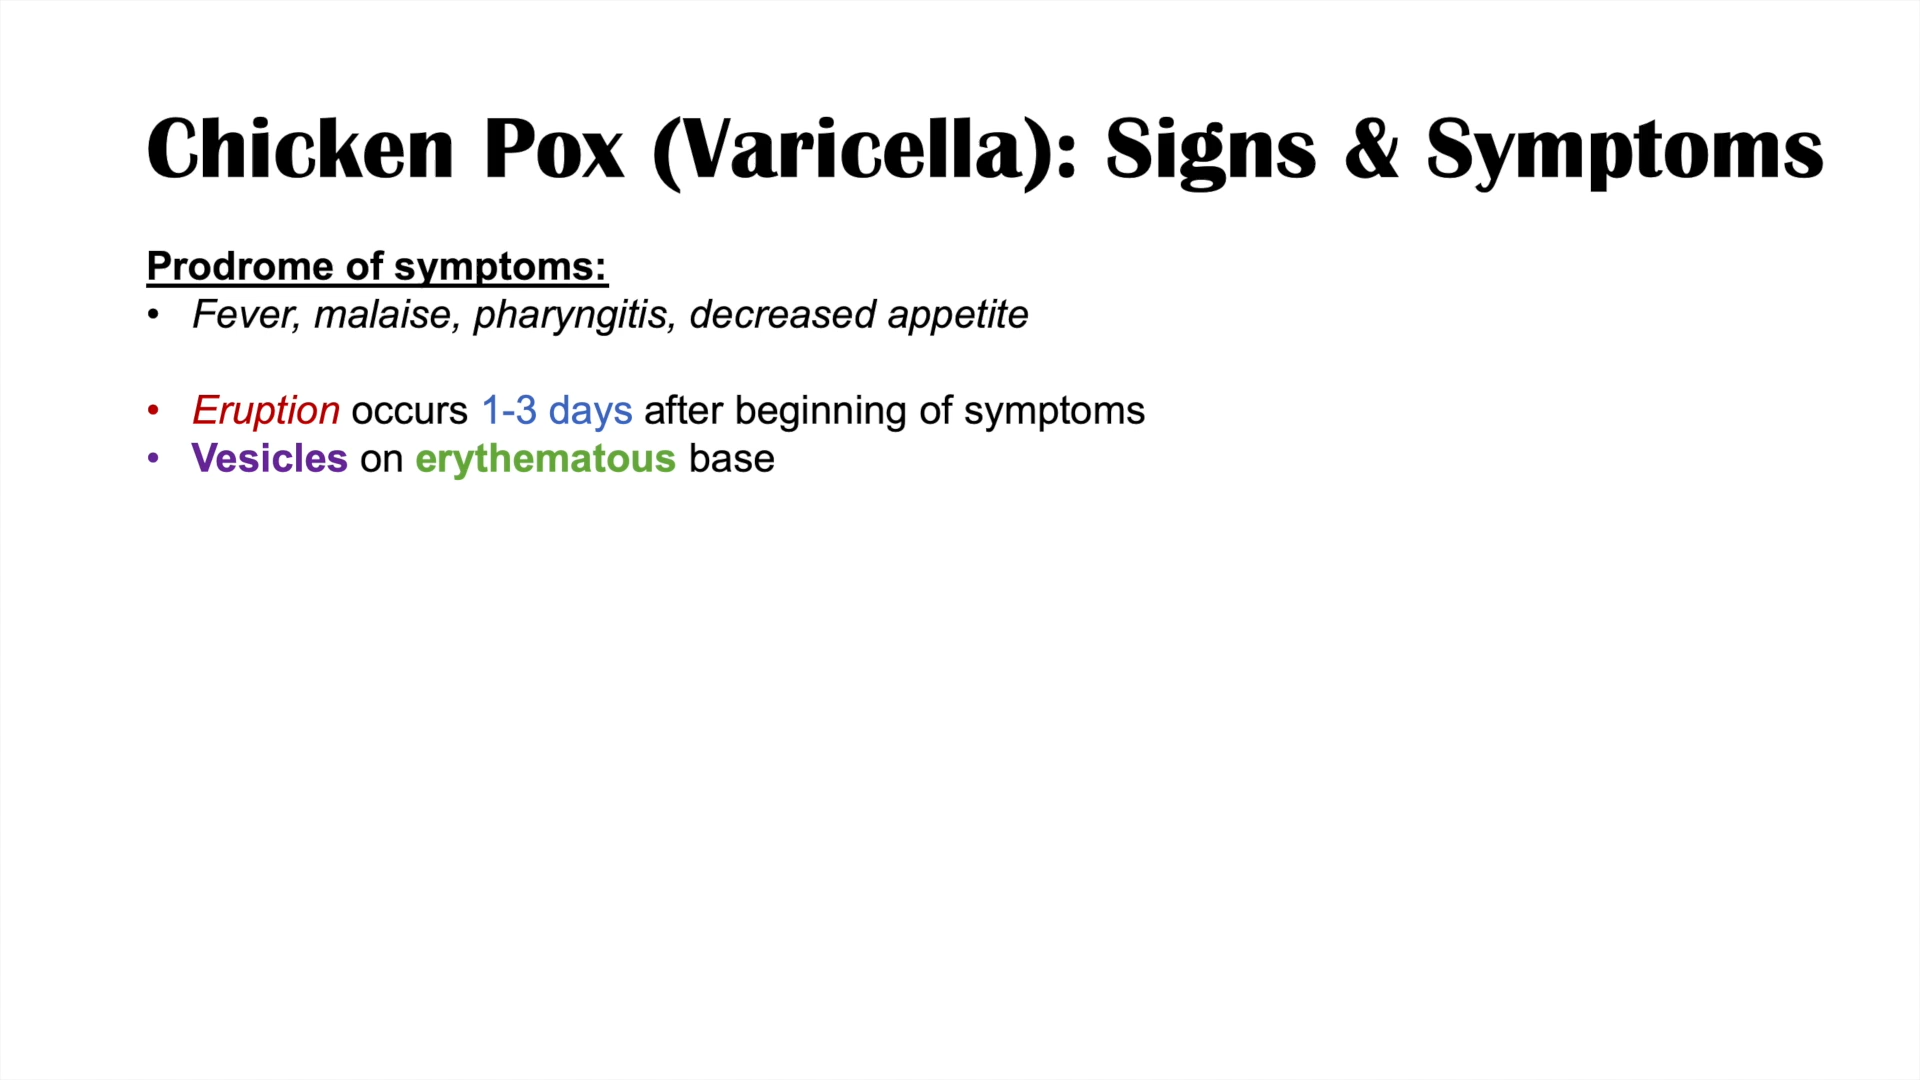 Chicken Pox (Varicella): Signs & Symptoms
Prodrome of symptoms:
• Fever, malaise, pharyngitis, decreased appetite
• Eruption occurs 1-3 days after beginning of symptoms
• Vesicles on erythematous base